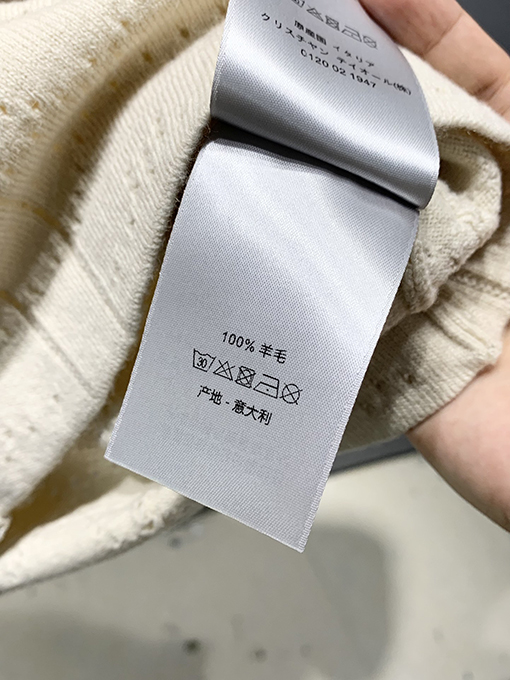 原産国 イタリア
クリスチャン ディオール(株)
0120 02 1947
100% 羊毛
30
产地 - 意大利